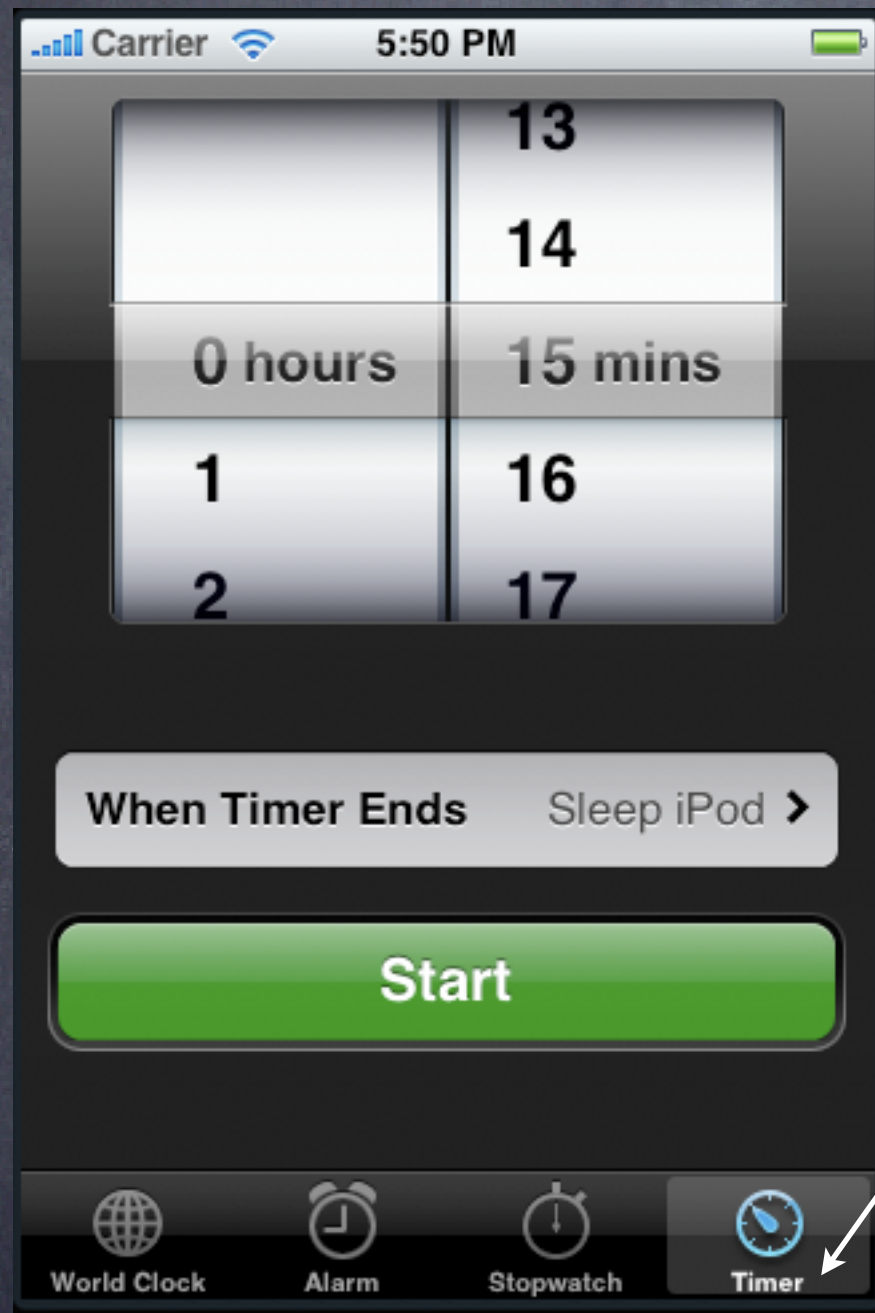 Carrier 5:50 PM
13
14
0 hours 15 mins
1 16
2 17
When Timer Ends Sleep iPod
Start
World Clock Alarm Stopwatch Timer